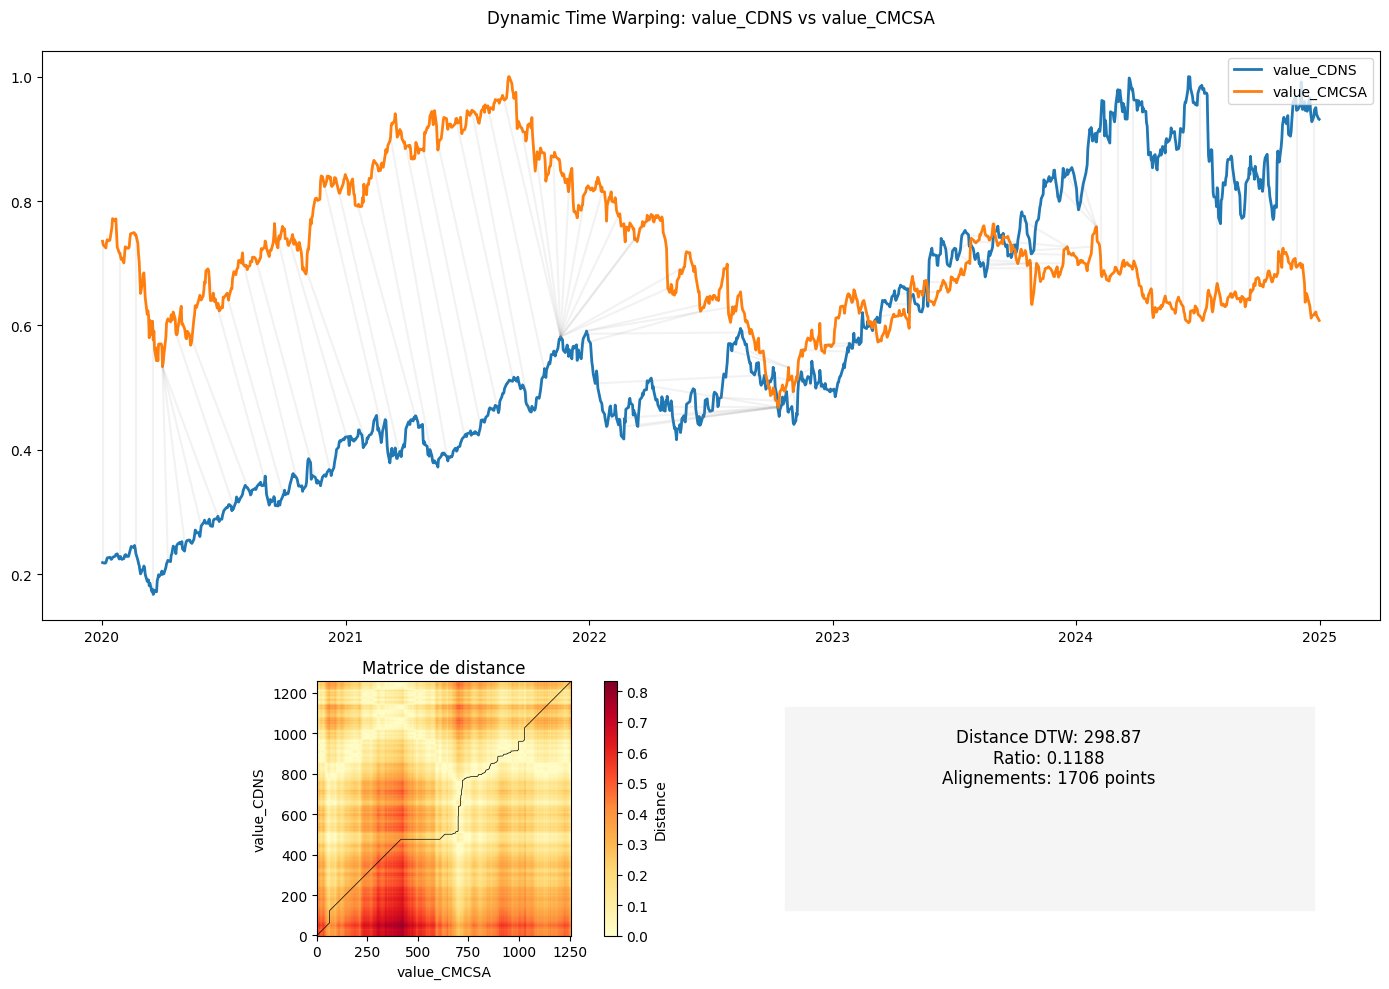 Dynamic Time Warping: value_CDNS vs value_CMCSA
value_CDNS
value_CMCSA
1.0
0.8
0.6
0.4
0.2
2020 2021 2022 2023 2024 2025
Matrice de distance
value_CDNS
1200
1000
800
600
400
200
0
0 250 500 750 1000 1250
value_CMCSA
0.8
0.7
0.6
0.5
0.4
0.3
0.2
0.1
0.0
Distance
Distance DTW: 298.87
Ratio: 0.1188
Alignements: 1706 points